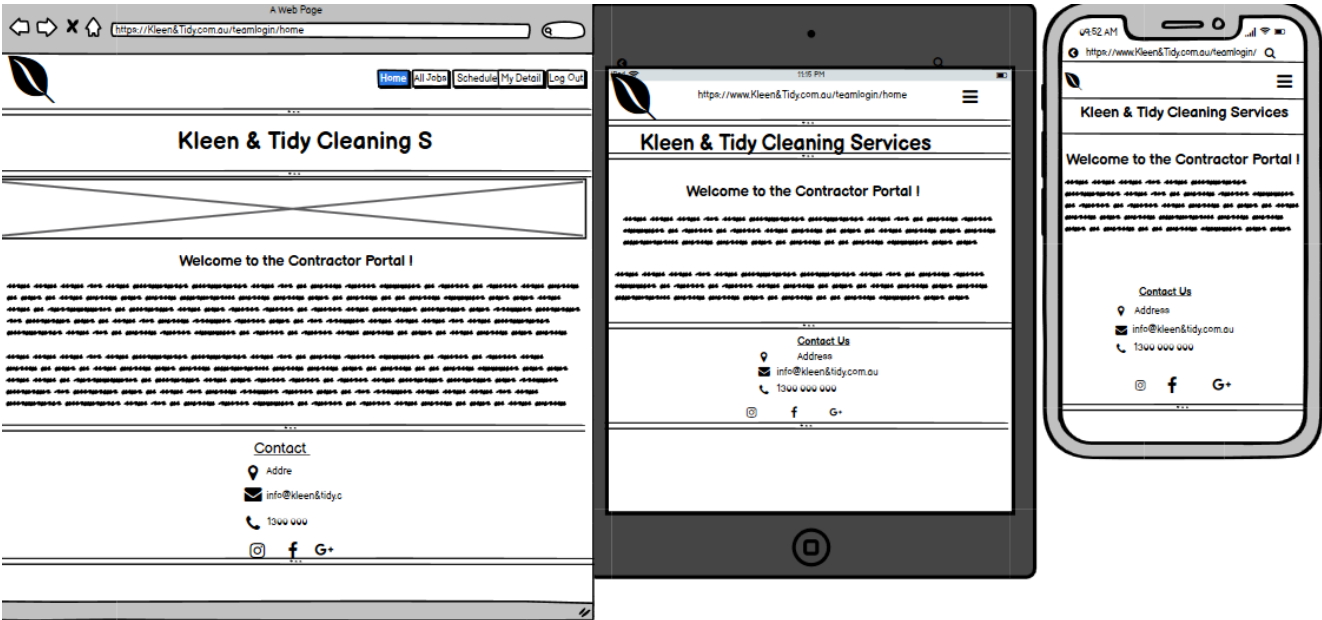 A Web Page
https://Kleen&Tidy.com.au/teamlogin/home
Home All Jobs Schedule My Detail Log Out
Kleen & Tidy Cleaning S
Welcome to the Contractor Portal !
Contact
Addre
info@kleen&tidy.c
1300 000
G+
iPad
11:15 PM
https://www.Kleen&Tidy.com.au/teamlogin/home
Kleen & Tidy Cleaning Services
Welcome to the Contractor Portal !
Contact Us
Address
info@kleen&tidy.com.au
1300 000 000
f G+
09:52 AM
https://www.Kleen&Tidy.com.au/teamlogin/
Kleen & Tidy Cleaning Services
Welcome to the Contractor Portal !
Contact Us
Address
info@kleen&tidy.com.au
1300 000 000
f G+